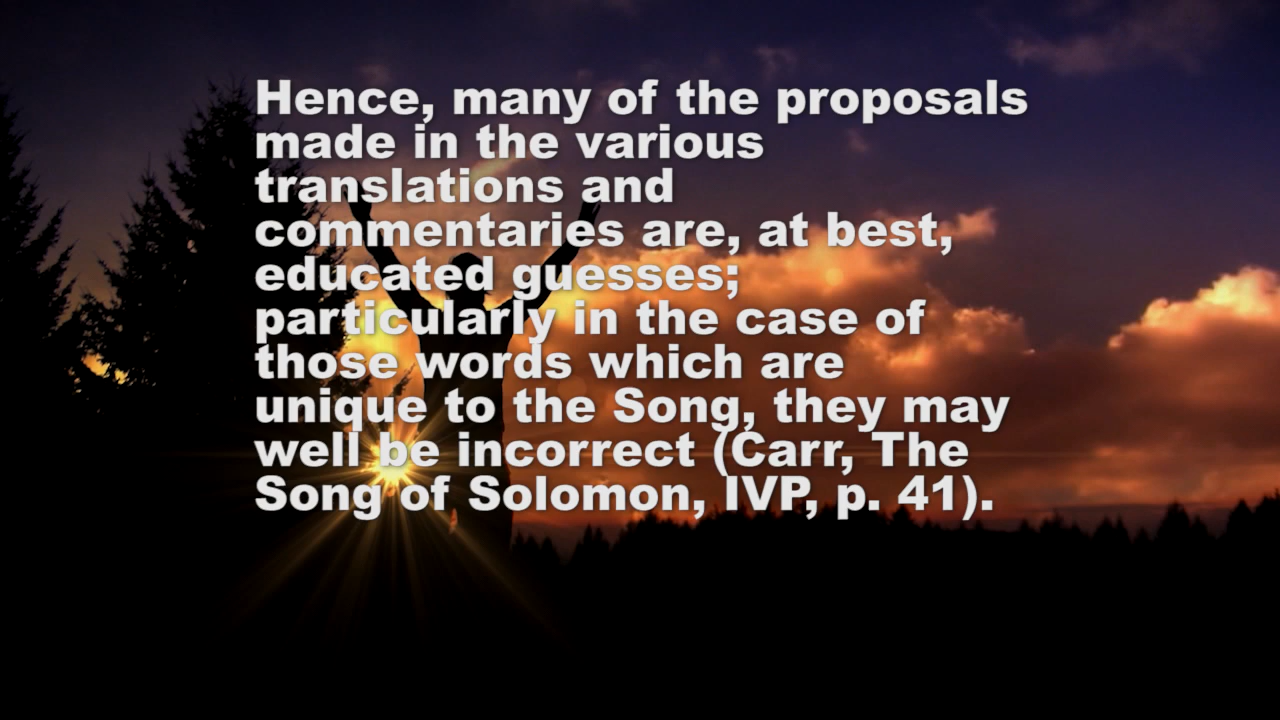 Hence, many of the proposals
made in the various
translations and
commentaries are, at best,
educated guesses;
particularly in the case of
those words which are
unique to the Song, they may
well be incorrect (Carr, The
Song of Solomon, IVP, p. 41).